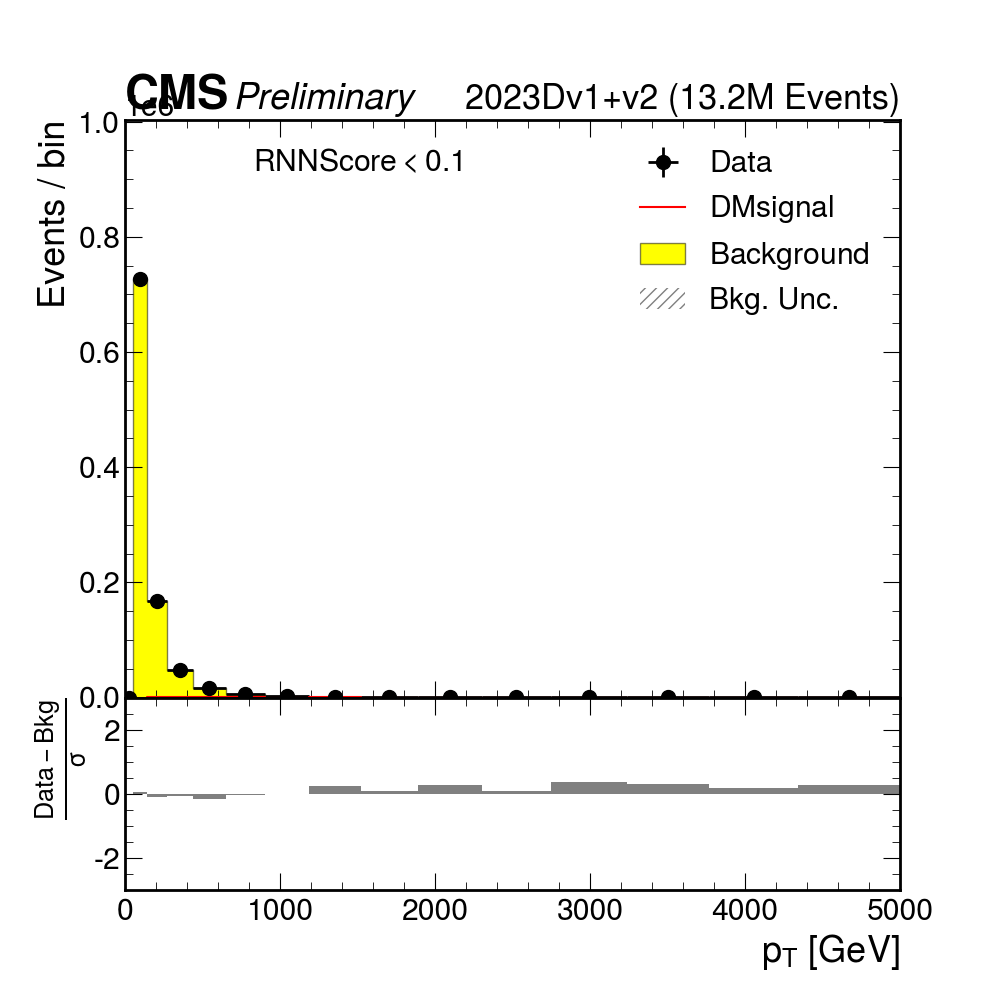 CMS Preliminary 2023Dv1+v2 (13.2M Events)
1e6
Events / bin
1.0
0.8
0.6
0.4
0.2
0.0
RNNScore < 0.1
Data
DMsignal
Background
Bkg. Unc.
Data − Bkg
σ
2
0
-2
0 1000 2000 3000 4000 5000
pT [GeV]